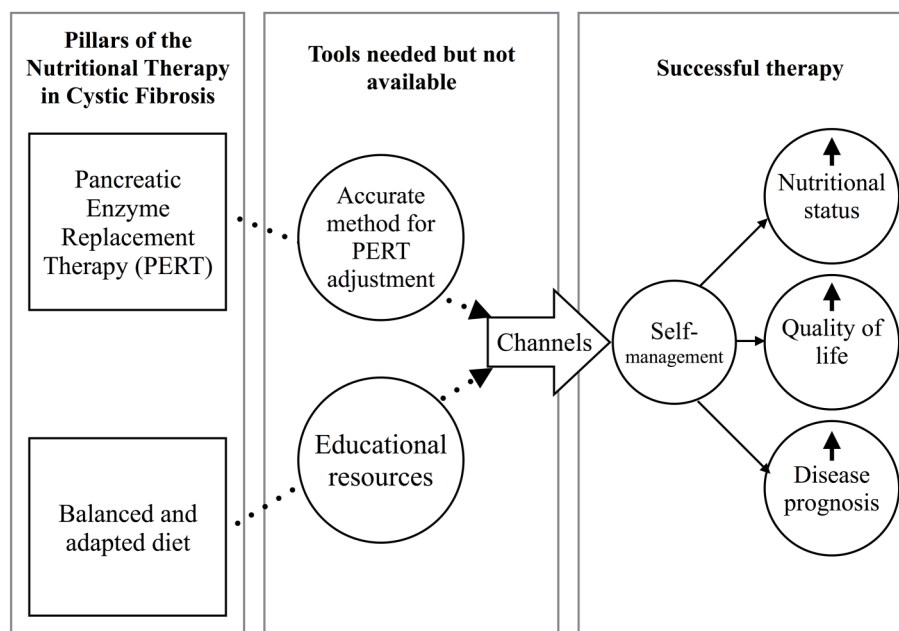 Pillars of the
Nutritional Therapy
in Cystic Fibrosis
Pancreatic
Enzyme
Replacement
Therapy (PERT)
Balanced and
adapted diet
Tools needed but not
available
Accurate
method for
PERT
adjustment
Educational
resources
Channels
Successful therapy
Self-
management
Nutritional
status
Quality of
life
Disease
prognosis